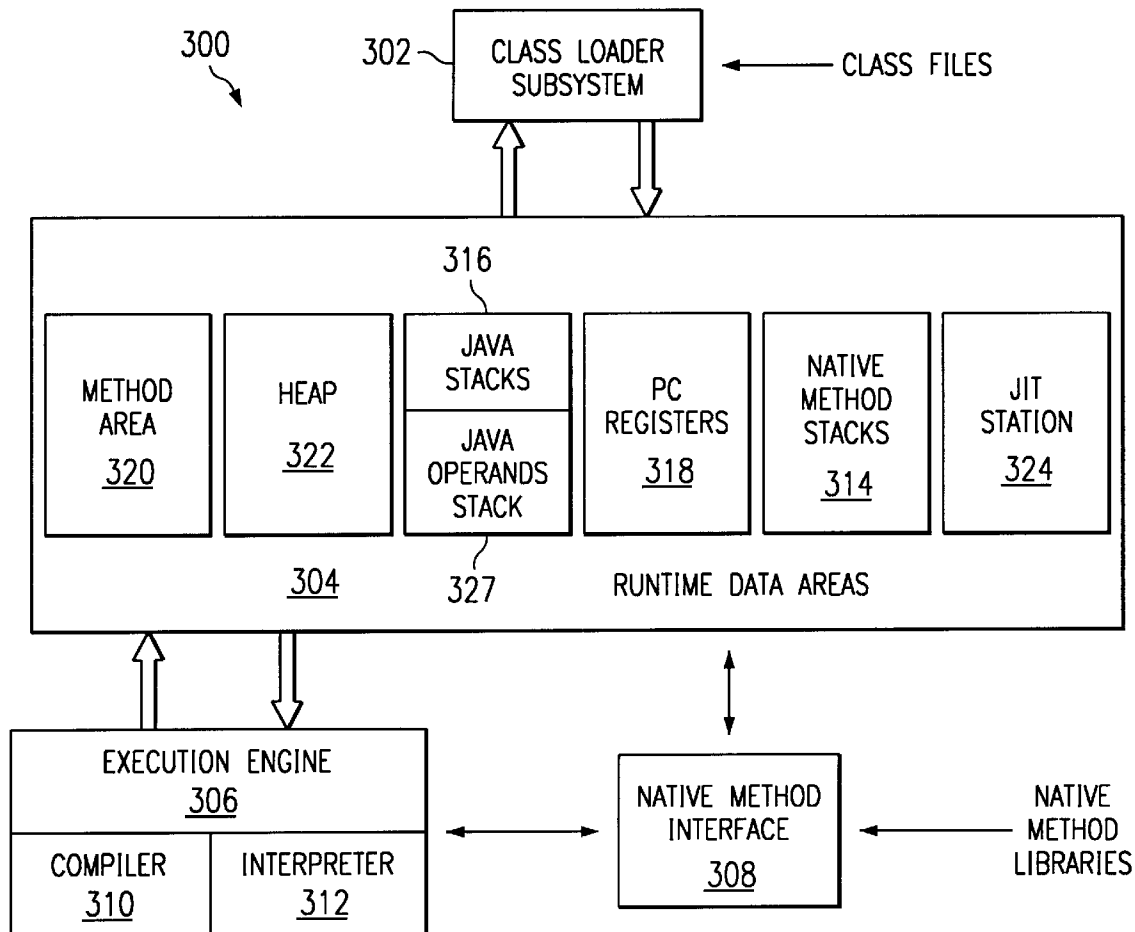 300
302
CLASS LOADER
SUBSYSTEM
CLASS FILES
316
METHOD
AREA
320
HEAP
322
JAVA
STACKS
JAVA
OPERANDS
STACK
327
PC
REGISTERS
318
NATIVE
METHOD
STACKS
314
JIT
STATION
324
304
RUNTIME DATA AREAS
EXECUTION ENGINE
306
COMPILER
310
INTERPRETER
312
NATIVE METHOD
INTERFACE
308
NATIVE
METHOD
LIBRARIES